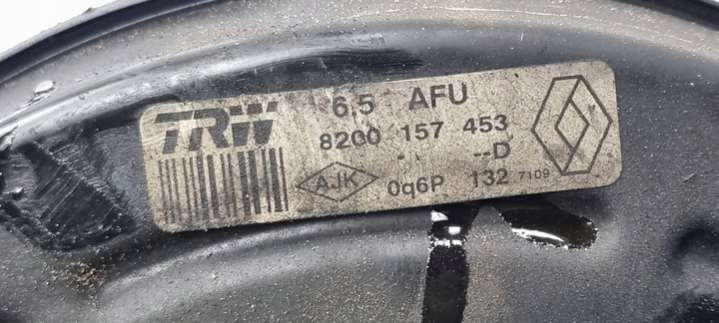 TRW
6.5 AFU
8200 157 453
--D
AJK
0q6P 132 7109